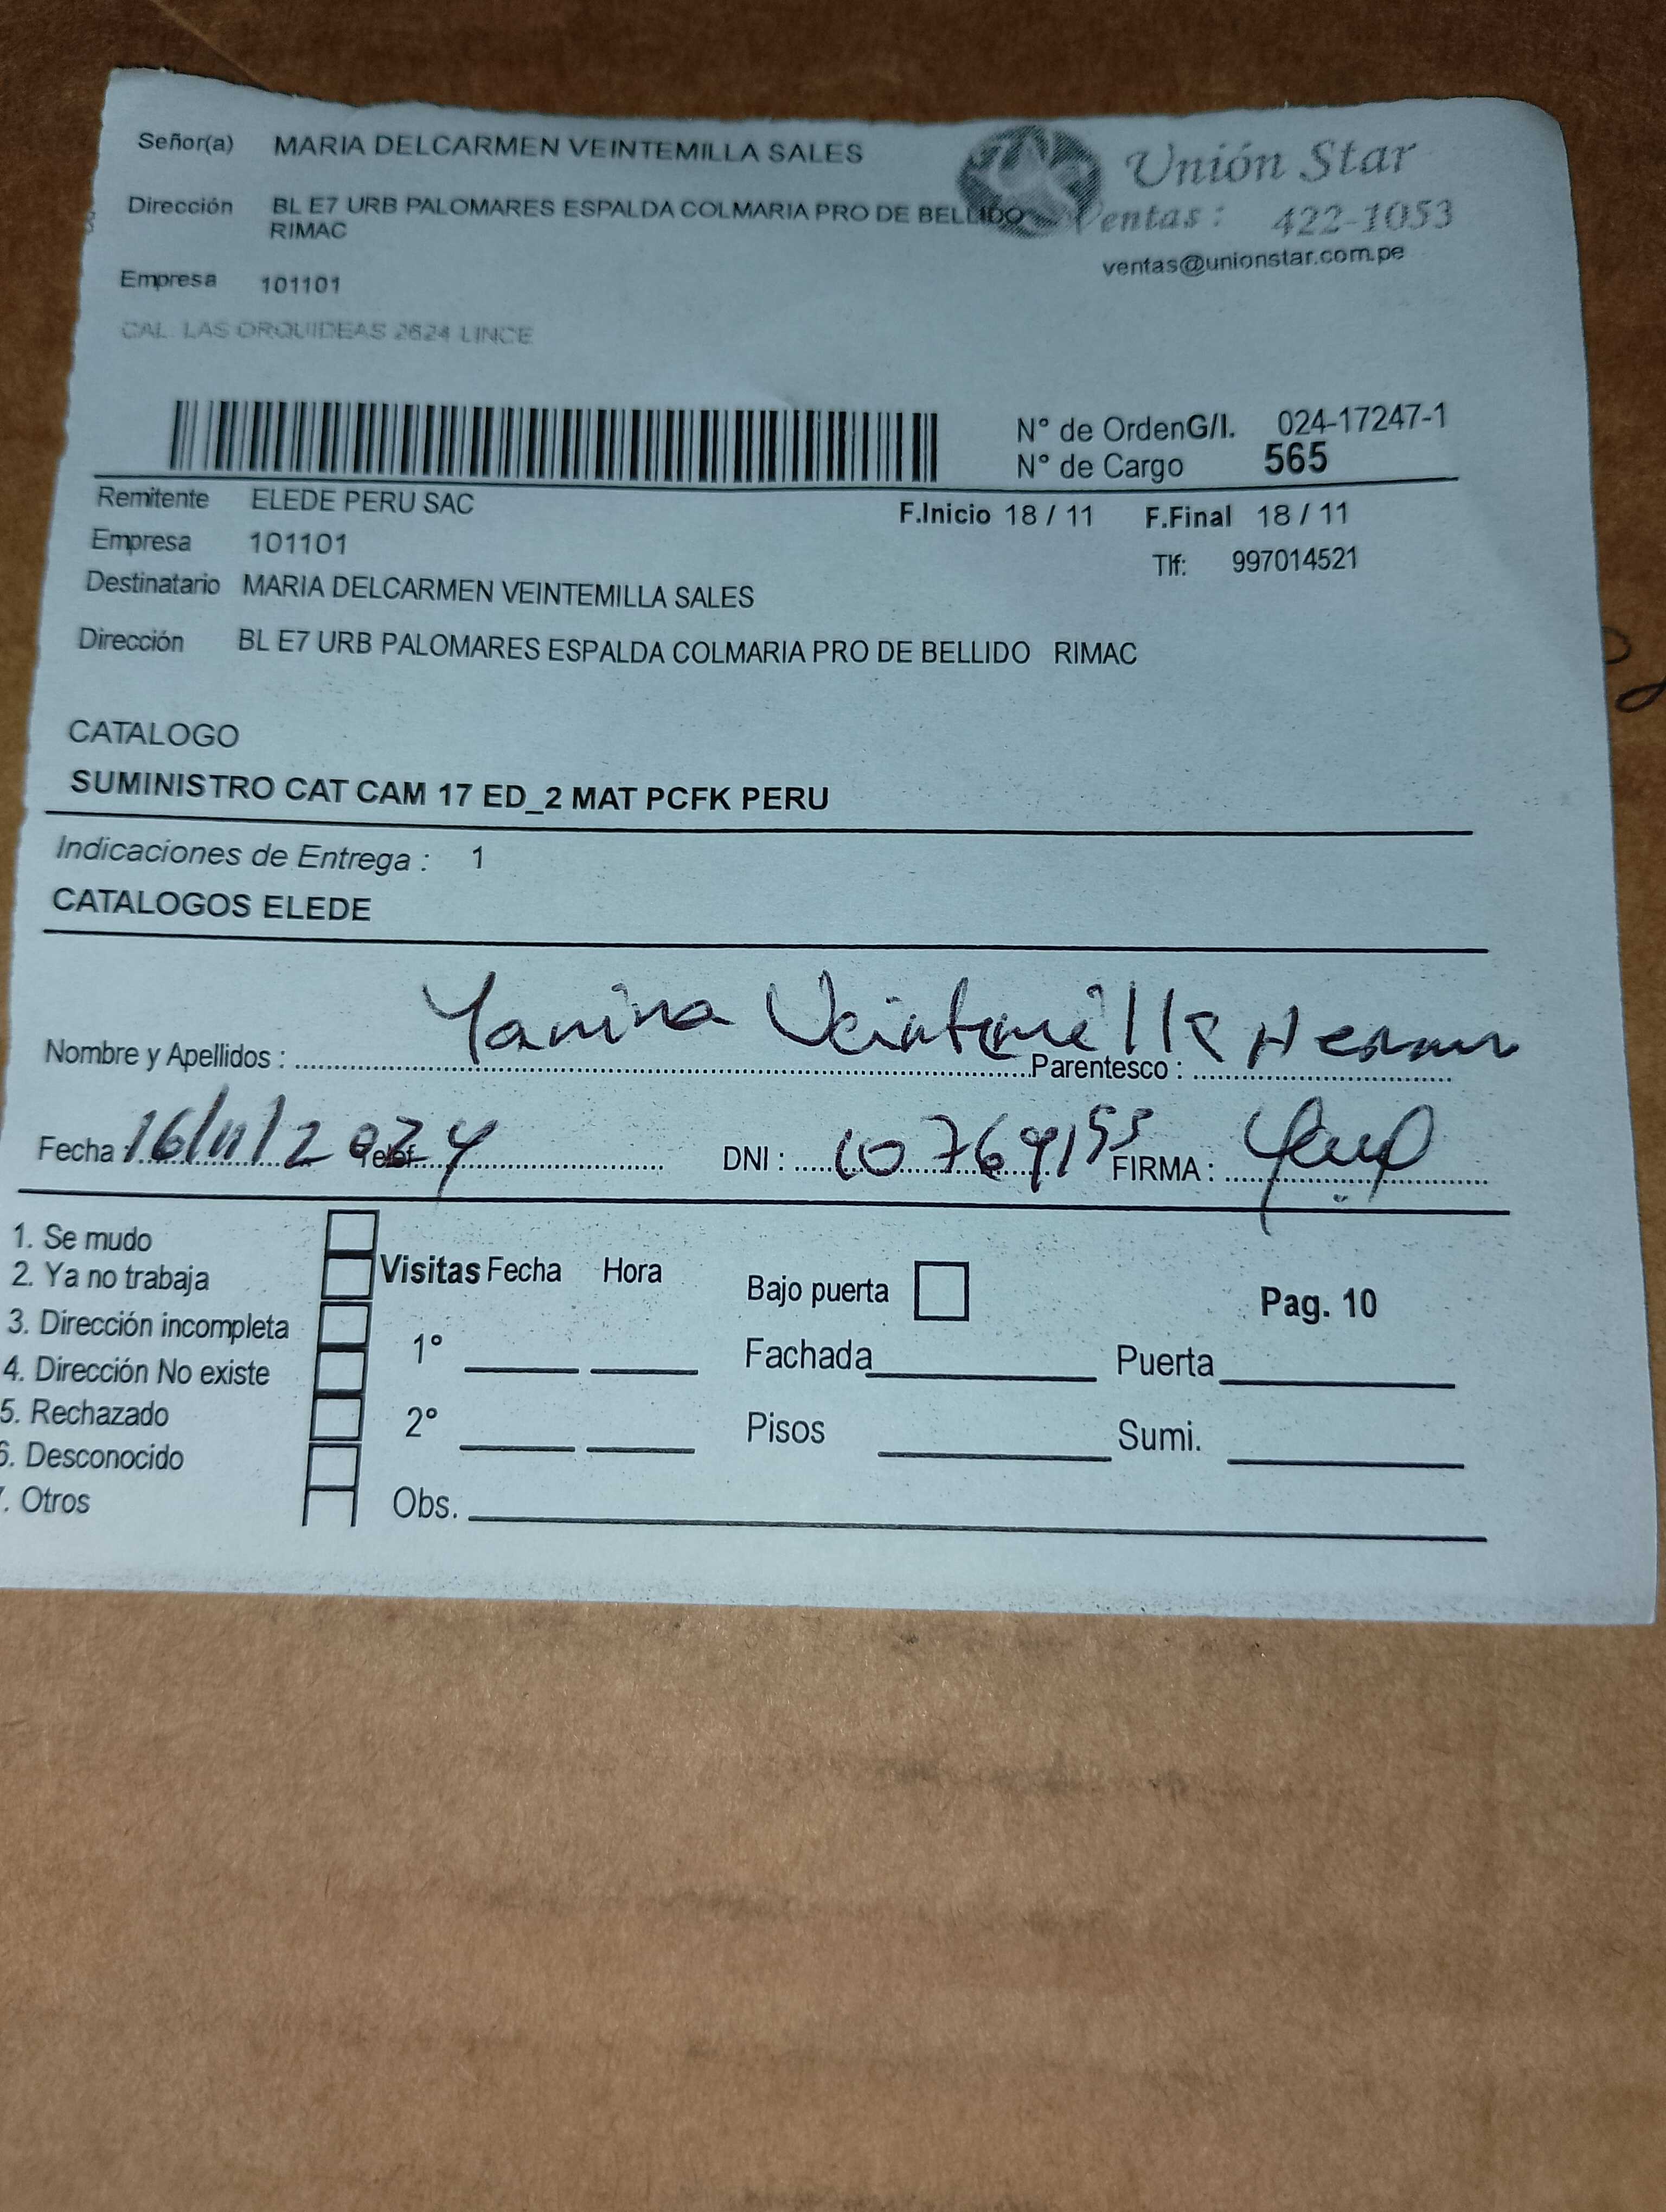 Señor(a) MARIA DELCARMEN VEINTEMILLA SALES
Unión Star
Dirección BL E7 URB PALOMARES ESPALDA COLMARIA PRO DE BELLIDO
RIMAC
Ventas : 422-1053
ventas@unionstar.com.pe
Empresa 101101
CAL. LAS ORQUIDEAS 2624 LINCE
N° de OrdenG/I. 024-17247-1
N° de Cargo 565
Remitente ELEDE PERU SAC
F.Inicio 18 / 11 F.Final 18 / 11
Empresa 101101
Tlf: 997014521
Destinatario MARIA DELCARMEN VEINTEMILLA SALES
Dirección BL E7 URB PALOMARES ESPALDA COLMARIA PRO DE BELLIDO RIMAC
CATALOGO
SUMINISTRO CAT CAM 17 ED_2 MAT PCFK PERU
Indicaciones de Entrega : 1
CATALOGOS ELEDE
Nombre y Apellidos : Yanina Veintemilla Parentesco :
Fecha 16/11/2024 Telef. DNI : 10769155 FIRMA :
1. Se mudo
2. Ya no trabaja
3. Dirección incompleta
4. Dirección No existe
5. Rechazado
6. Desconocido
. Otros
Visitas Fecha Hora
1°
2°
Obs.
Bajo puerta
Pag. 10
Fachada Puerta
Pisos Sumi.